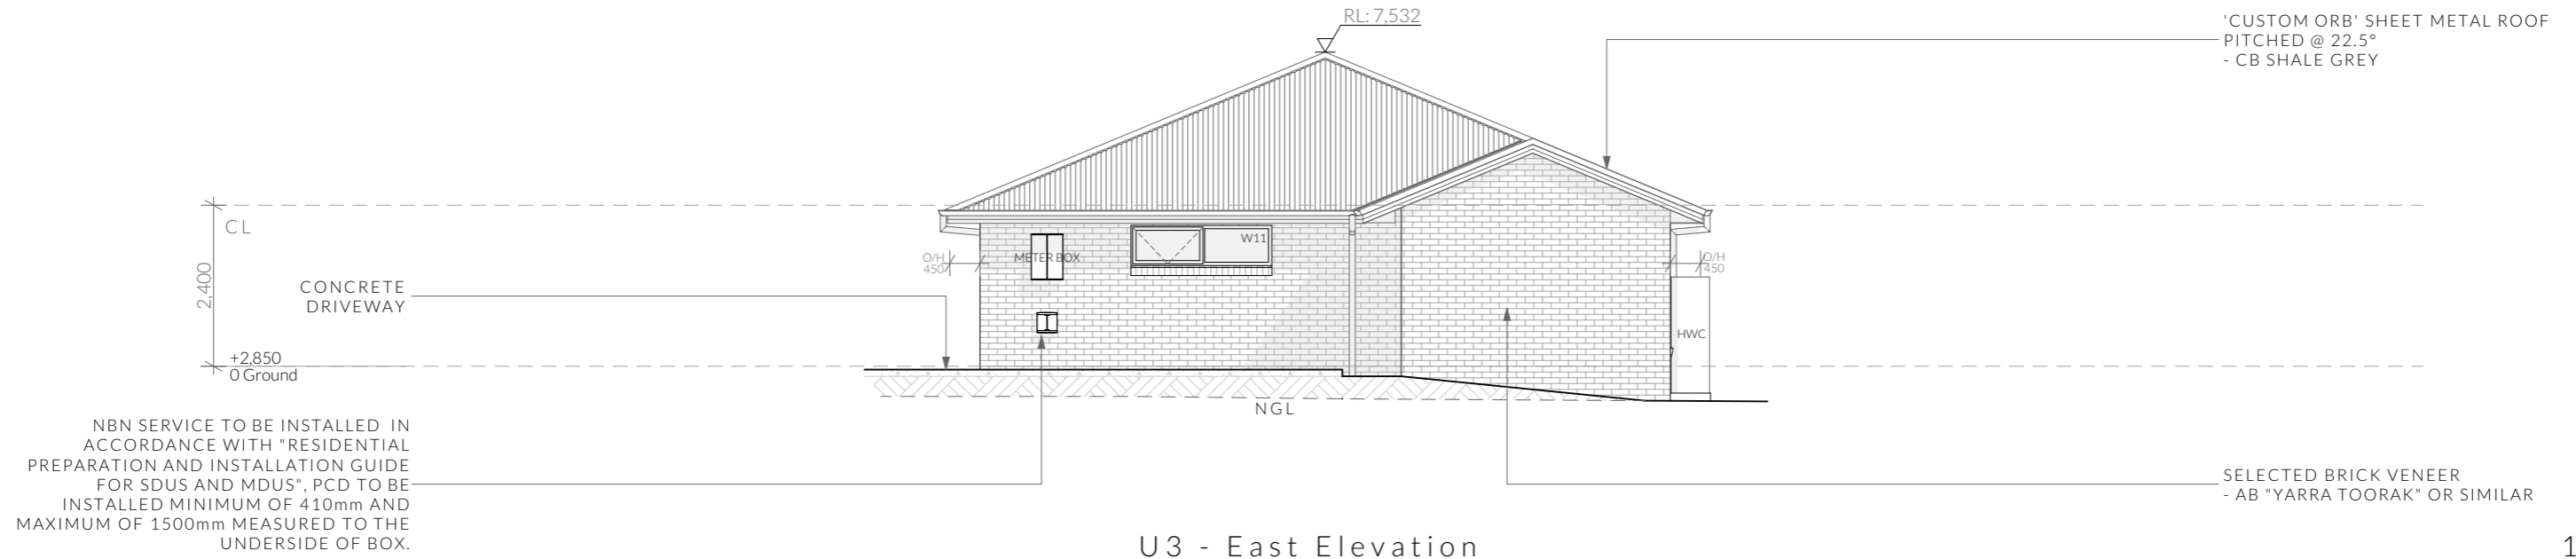 RL: 7,532
'CUSTOM ORB' SHEET METAL ROOF
PITCHED @ 22.5°
- CB SHALE GREY
CL
2,400
O/H
450
METER BOX
W11
O/H
450
CONCRETE
DRIVEWAY
HWC
+2,850
0 Ground
NGL
NBN SERVICE TO BE INSTALLED IN
ACCORDANCE WITH "RESIDENTIAL
PREPARATION AND INSTALLATION GUIDE
FOR SDUS AND MDUS", PCD TO BE
INSTALLED MINIMUM OF 410mm AND
MAXIMUM OF 1500mm MEASURED TO THE
UNDERSIDE OF BOX.
SELECTED BRICK VENEER
- AB "YARRA TOORAK" OR SIMILAR
U3 - East Elevation
1